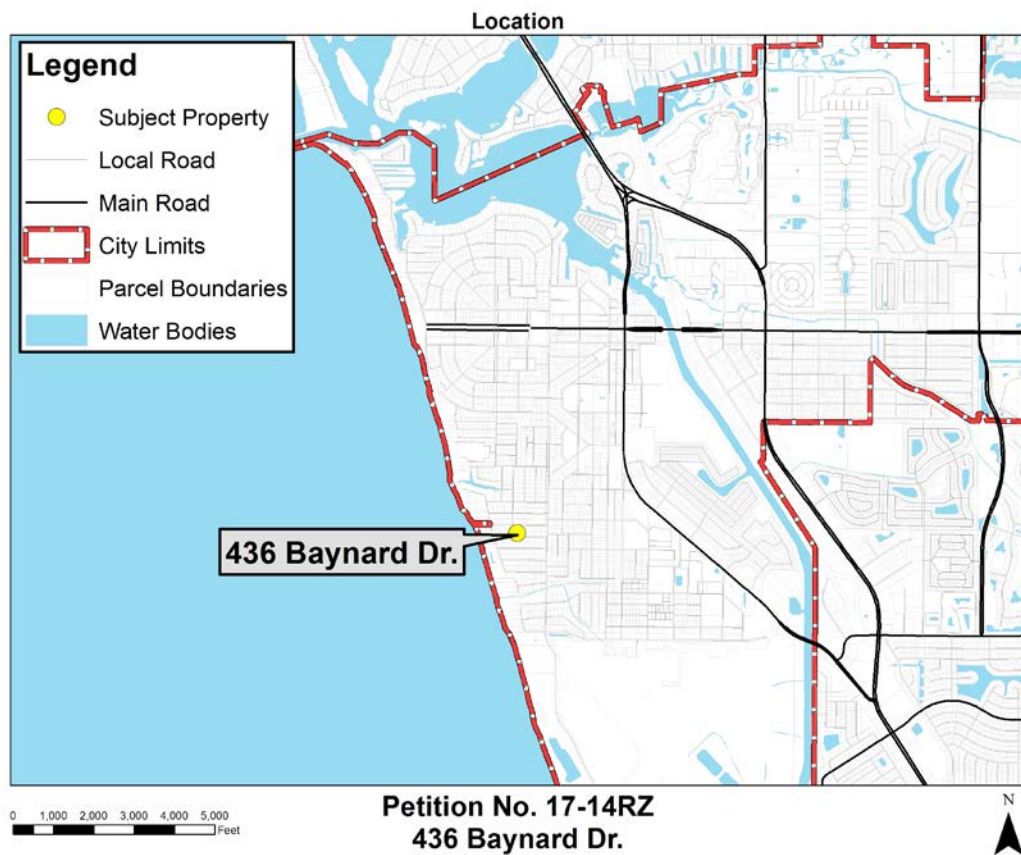 Location
Legend
Subject Property
Local Road
Main Road
City Limits
Parcel Boundaries
Water Bodies
436 Baynard Dr.
0 1,000 2,000 3,000 4,000 5,000
Feet
Petition No. 17-14RZ
436 Baynard Dr.
N